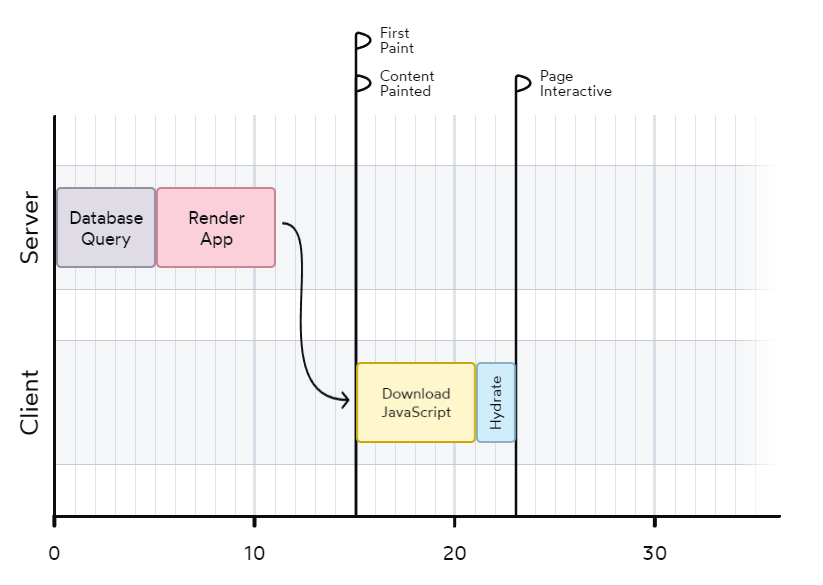 First
Paint
Content
Painted
Page
Interactive
Server
Database
Query
Render
App
Client
Download
JavaScript
Hydrate
0
10
20
30